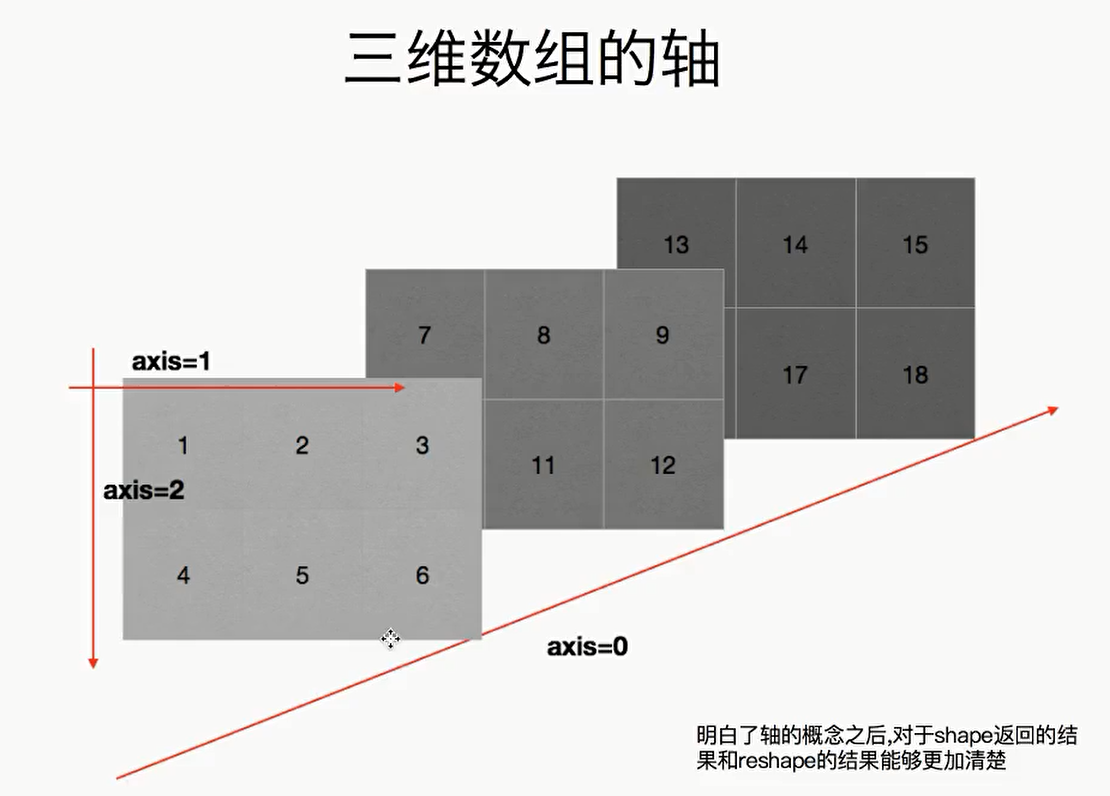 三维数组的轴
13 14 15
7 8 9
axis=1
17 18
1 2 3
11 12
axis=2
4 5 6
axis=0
明白了轴的概念之后,对于shape返回的结
果和reshape的结果能够更加清楚